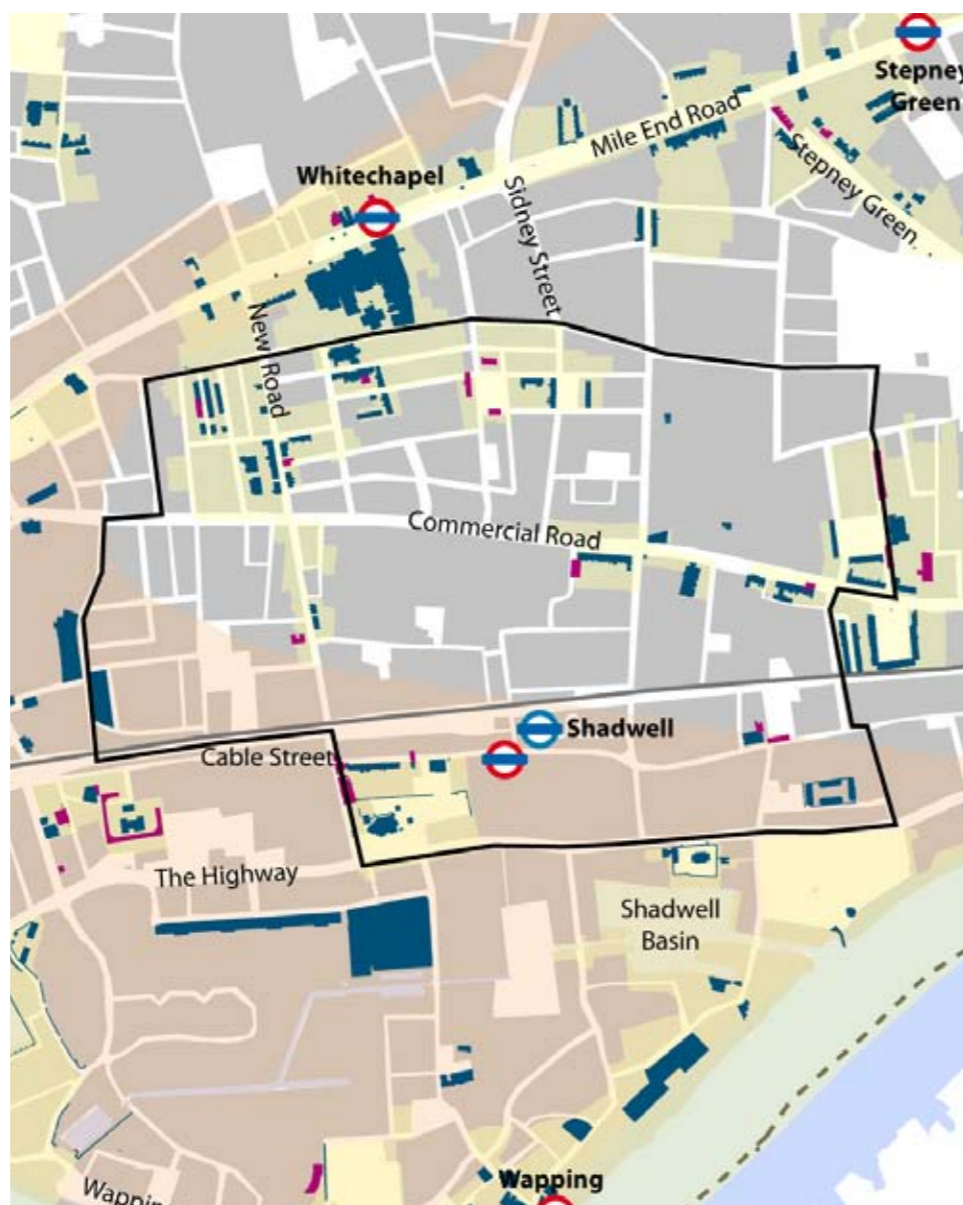 Stepney
Green
Mile End Road
Whitechapel
Stepney Green
Sidney Street
New Road
Commercial Road
Shadwell
Cable Street
The Highway
Shadwell
Basin
Wapping
Wappin